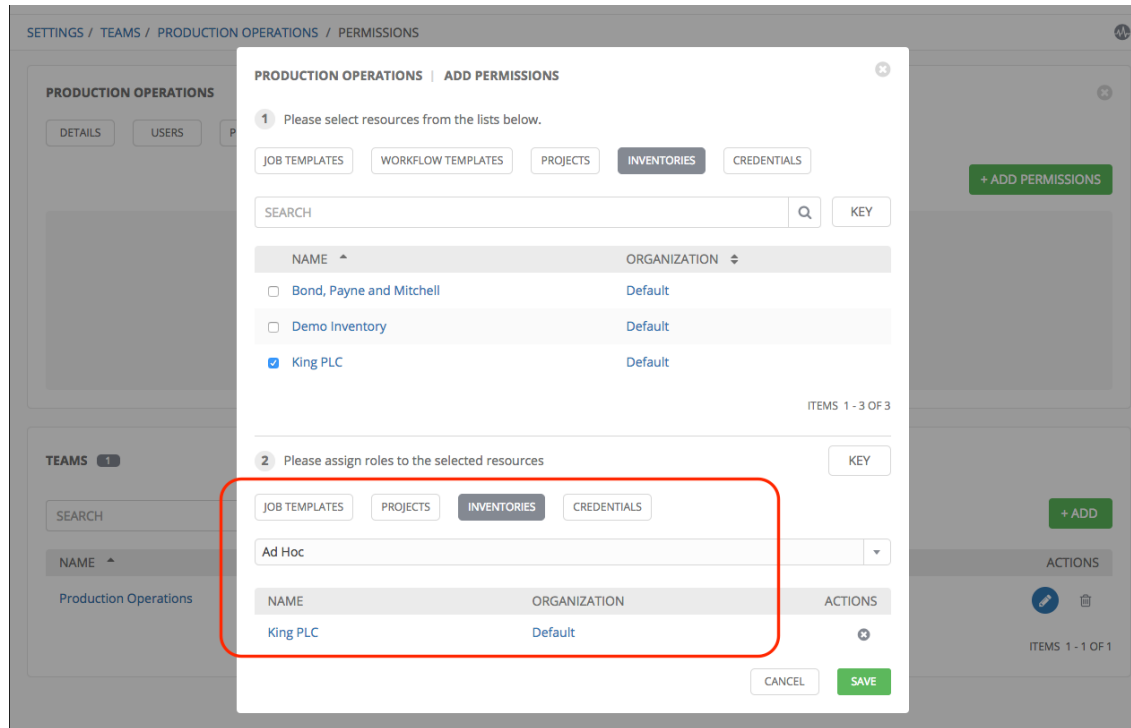 SETTINGS / TEAMS / PRODUCTION OPERATIONS / PERMISSIONS
PRODUCTION OPERATIONS
DETAILS USERS P
+ ADD PERMISSIONS
PRODUCTION OPERATIONS | ADD PERMISSIONS
1 Please select resources from the lists below.
JOB TEMPLATES WORKFLOW TEMPLATES PROJECTS INVENTORIES CREDENTIALS
SEARCH KEY
NAME ORGANIZATION
Bond, Payne and Mitchell Default
Demo Inventory Default
King PLC Default
ITEMS 1 - 3 OF 3
2 Please assign roles to the selected resources KEY
JOB TEMPLATES PROJECTS INVENTORIES CREDENTIALS
Ad Hoc
NAME ORGANIZATION ACTIONS
King PLC Default
CANCEL SAVE
TEAMS 1
SEARCH + ADD
NAME ACTIONS
Production Operations
ITEMS 1 - 1 OF 1